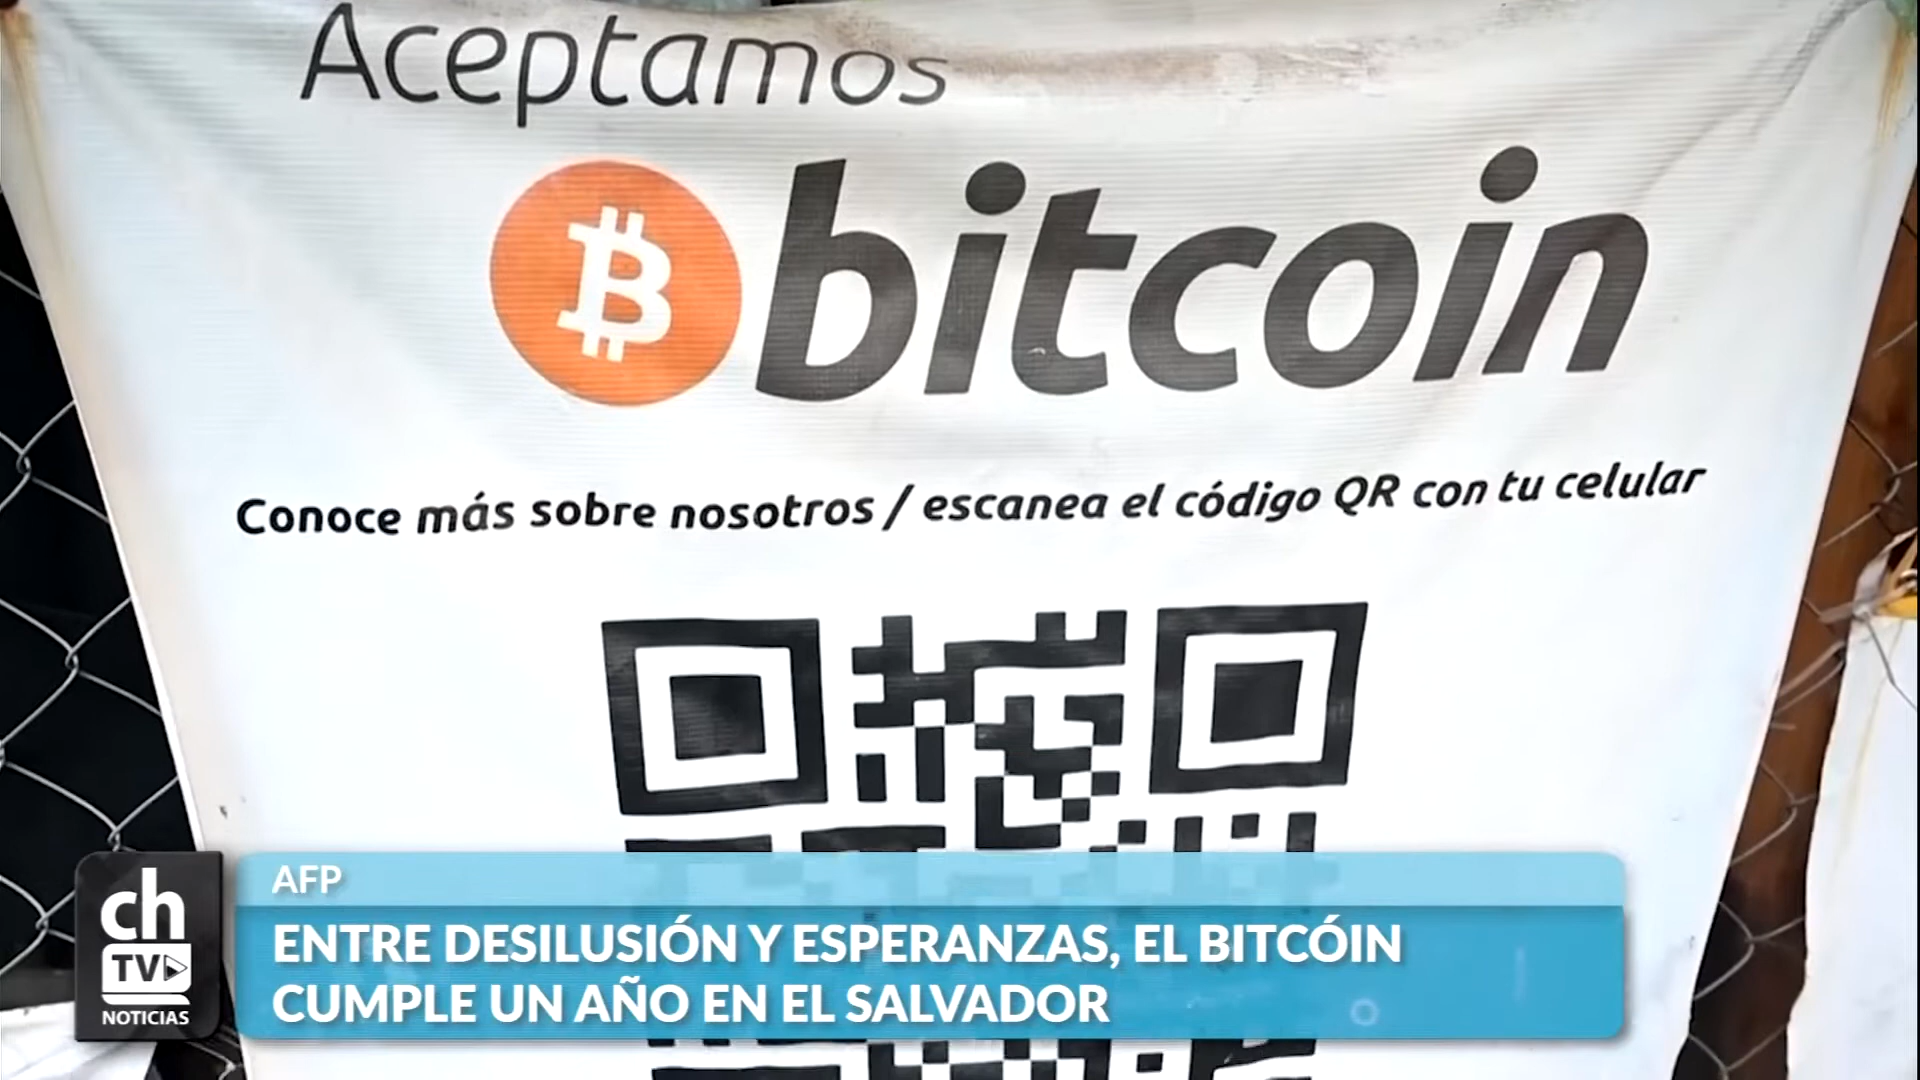 Aceptamos
bitcoin
Conoce más sobre nosotros / escanea el código QR con tu celular
AFP
ENTRE DESILUSIÓN Y ESPERANZAS, EL BITCÓIN
CUMPLE UN AÑO EN EL SALVADOR
ch
TV
NOTICIAS